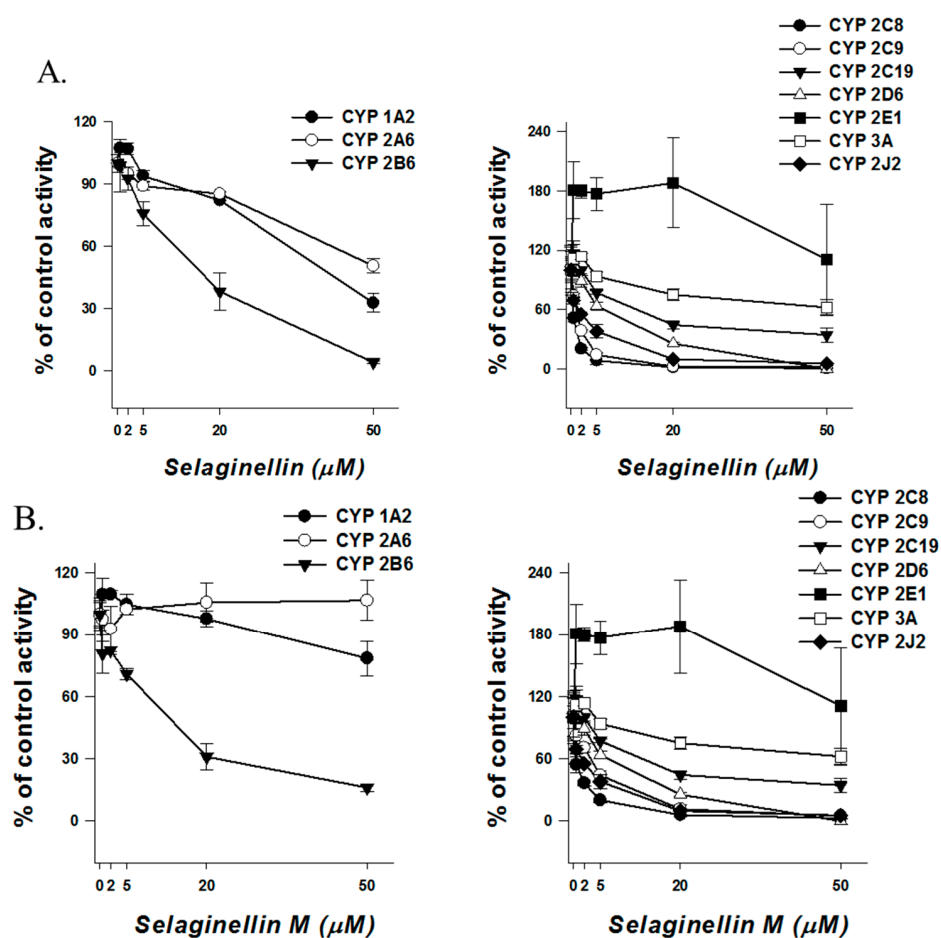 A.
CYP 1A2
CYP 2A6
CYP 2B6
% of control activity
120
90
60
30
0
0 2 5 20 50
Selaginellin (μM)
CYP 2C8
CYP 2C9
CYP 2C19
CYP 2D6
CYP 2E1
CYP 3A
CYP 2J2
% of control activity
240
180
120
60
0
0 2 5 20 50
Selaginellin (μM)
B.
CYP 1A2
CYP 2A6
CYP 2B6
% of control activity
120
90
60
30
0
0 2 5 20 50
Selaginellin M (μM)
CYP 2C8
CYP 2C9
CYP 2C19
CYP 2D6
CYP 2E1
CYP 3A
CYP 2J2
% of control activity
240
180
120
60
0
0 2 5 20 50
Selaginellin M (μM)